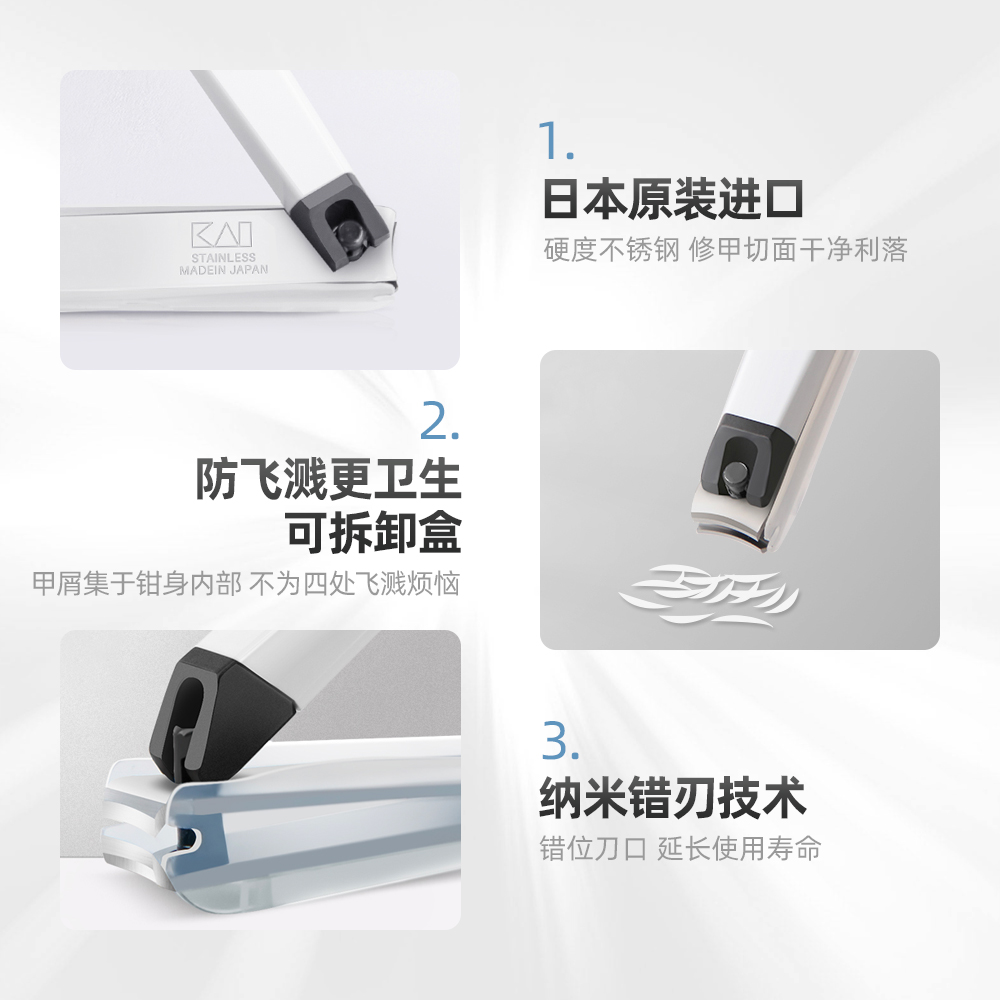 KAI
STAINLESS
MADEIN JAPAN
1.
日本原装进口
硬度不锈钢 修甲切面干净利落
2.
防飞溅更卫生
可拆卸盒
甲屑集于钳身内部 不为四处飞溅烦恼
3.
纳米错刃技术
错位刀口 延长使用寿命